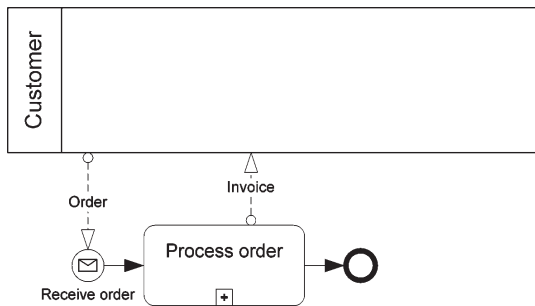 Customer
Order
Invoice
Process order
Receive order